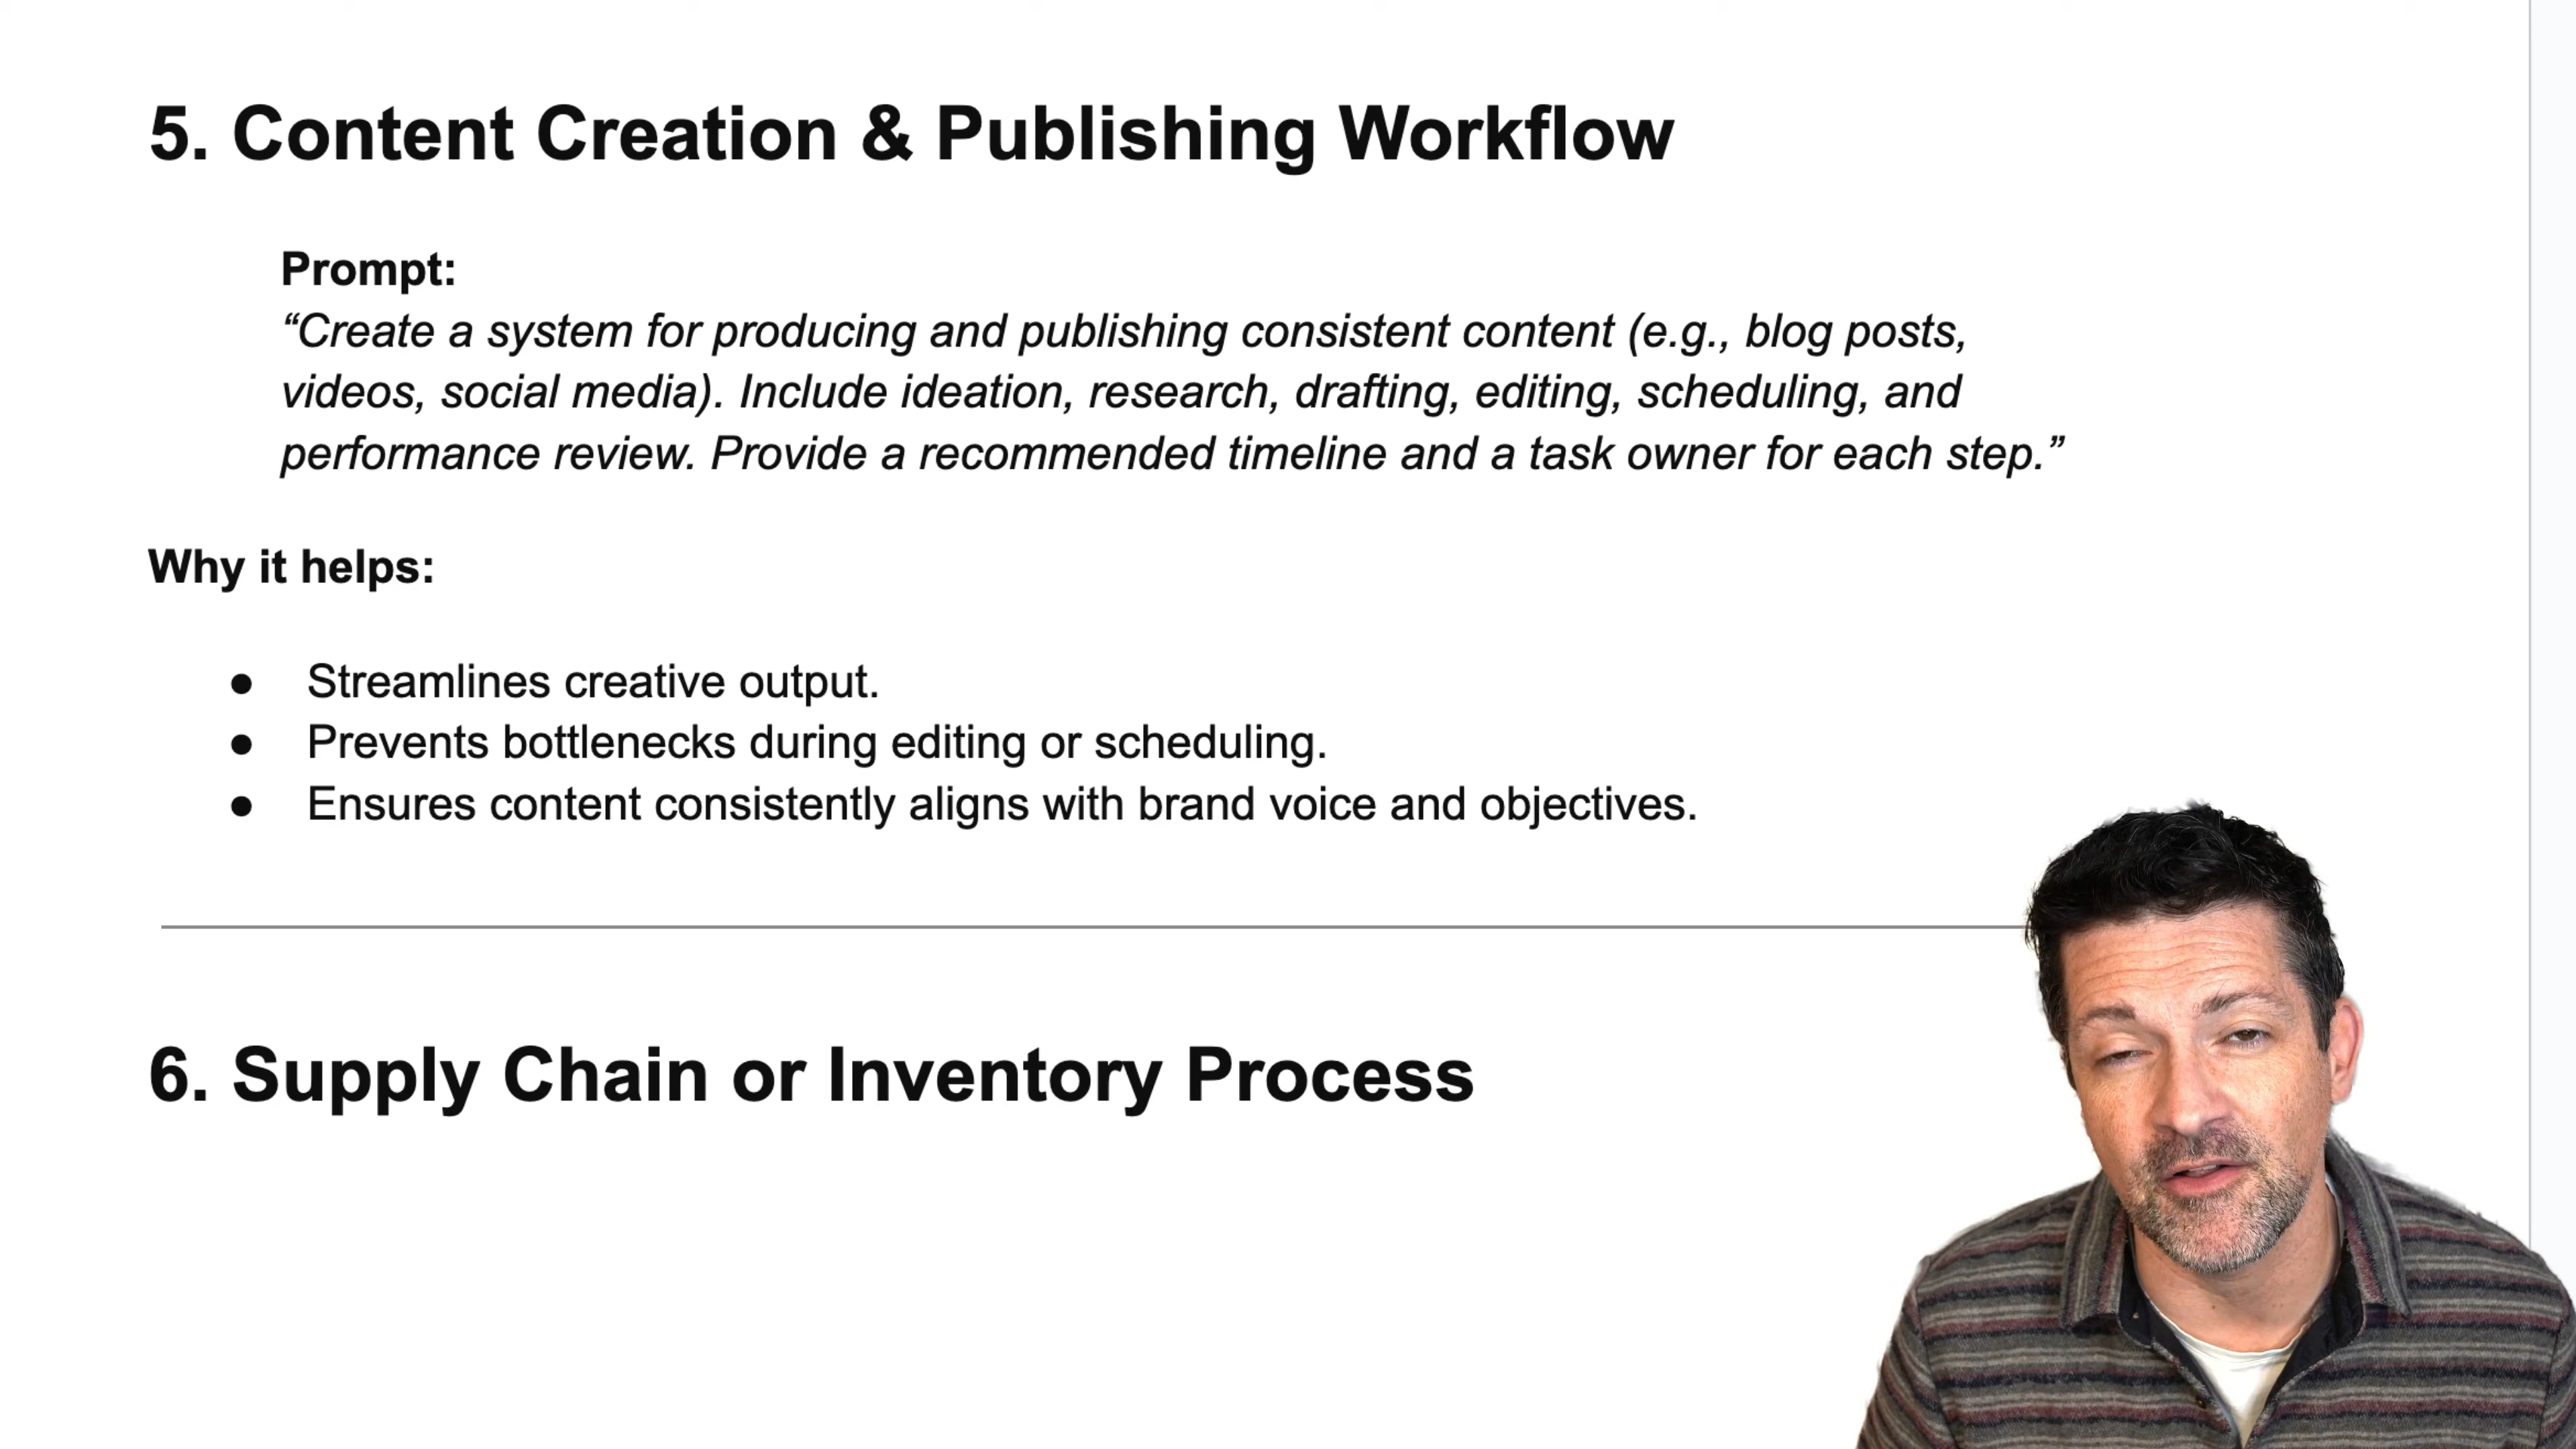 5. Content Creation & Publishing Workflow
Prompt:
“Create a system for producing and publishing consistent content (e.g., blog posts,
videos, social media). Include ideation, research, drafting, editing, scheduling, and
performance review. Provide a recommended timeline and a task owner for each step.”
Why it helps:
● Streamlines creative output.
● Prevents bottlenecks during editing or scheduling.
● Ensures content consistently aligns with brand voice and objectives.
6. Supply Chain or Inventory Process